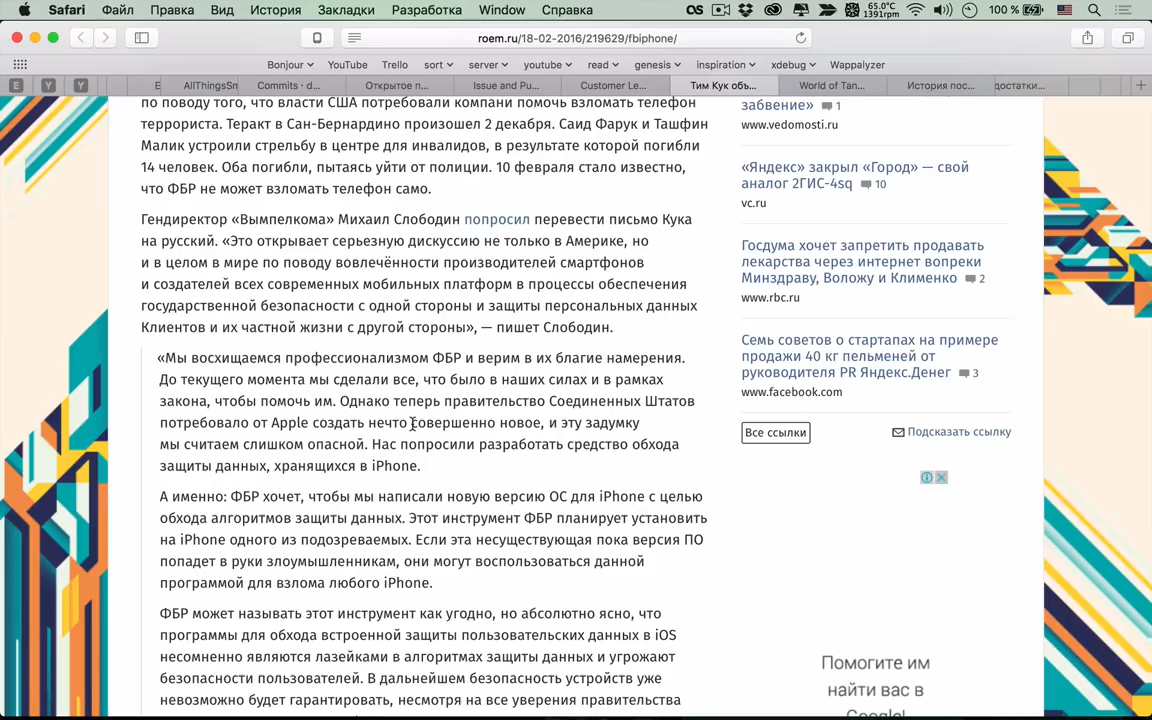 Safari Файл Правка Вид История Закладки Разработка Window Справка
65.0°C
1391rpm
100 %
roem.ru/18-02-2016/219629/fbiphone/
Bonjour YouTube Trello sort server youtube read genesis inspiration xdebug Wappalyzer
E Y Y E AllThingsSm Commits · d... Открытое п... Issue and Pu... Customer Le... Тим Кук объ... World of Tan... История пос... достатки...
по поводу того, что власти США потребовали компани помочь взломать телефон
террориста. Теракт в Сан-Бернардино произошел 2 декабря. Саид Фарук и Ташфин
Малик устроили стрельбу в центре для инвалидов, в результате которой погибли
14 человек. Оба погибли, пытаясь уйти от полиции. 10 февраля стало известно,
что ФБР не может взломать телефон само.
Гендиректор «Вымпелкома» Михаил Слободин попросил перевести письмо Кука
на русский. «Это открывает серьезную дискуссию не только в Америке, но
и в целом в мире по поводу вовлечённости производителей смартфонов
и создателей всех современных мобильных платформ в процессы обеспечения
государственной безопасности с одной стороны и защиты персональных данных
Клиентов и их частной жизни с другой стороны», — пишет Слободин.
«Мы восхищаемся профессионализмом ФБР и верим в их благие намерения.
До текущего момента мы сделали все, что было в наших силах и в рамках
закона, чтобы помочь им. Однако теперь правительство Соединенных Штатов
потребовало от Apple создать нечто совершенно новое, и эту задумку
мы считаем слишком опасной. Нас попросили разработать средство обхода
защиты данных, хранящихся в iPhone.
А именно: ФБР хочет, чтобы мы написали новую версию ОС для iPhone с целью
обхода алгоритмов защиты данных. Этот инструмент ФБР планирует установить
на iPhone одного из подозреваемых. Если эта несуществующая пока версия ПО
попадет в руки злоумышленникам, они могут воспользоваться данной
программой для взлома любого iPhone.
ФБР может называть этот инструмент как угодно, но абсолютно ясно, что
программы для обхода встроенной защиты пользовательских данных в iOS
несомненно являются лазейками в алгоритмах защиты данных и угрожают
безопасности пользователей. В дальнейшем безопасность устройств уже
невозможно будет гарантировать, несмотря на все уверения правительства
забвение» 1
www.vedomosti.ru
«Яндекс» закрыл «Город» — свой
аналог 2ГИС-4sq 10
vc.ru
Госдума хочет запретить продавать
лекарства через интернет вопреки
Минздраву, Воложу и Клименко 2
www.rbc.ru
Семь советов о стартапах на примере
продажи 40 кг пельменей от
руководителя PR Яндекс.Денег 3
www.facebook.com
Все ссылки Подсказать ссылку
Помогите им
найти вас в
Google!